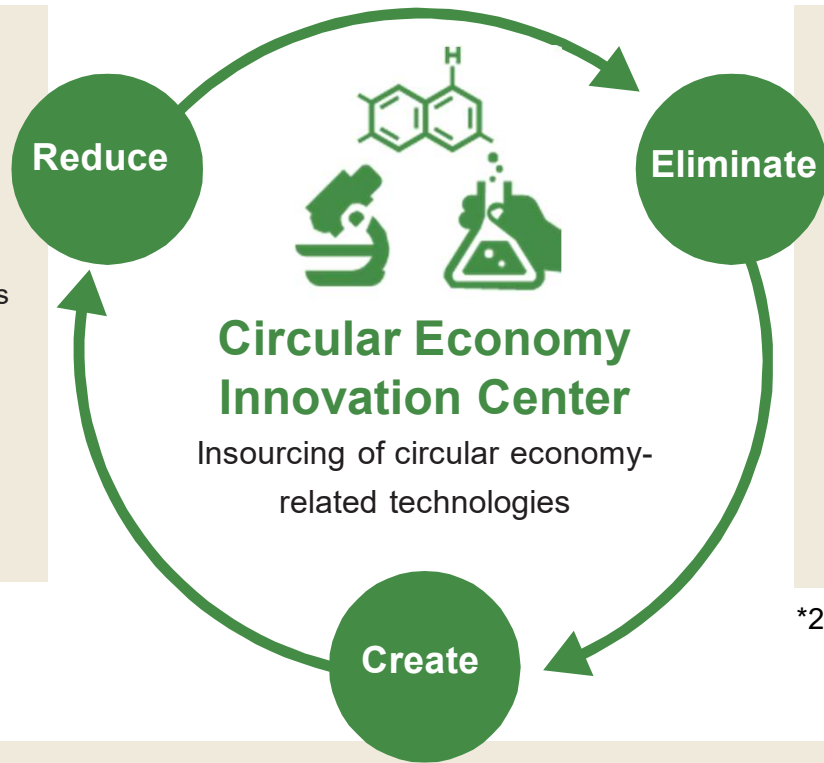 H
Reduce
Eliminate
s
Circular Economy
Innovation Center
Insourcing of circular economy-
related technologies
*2
Create